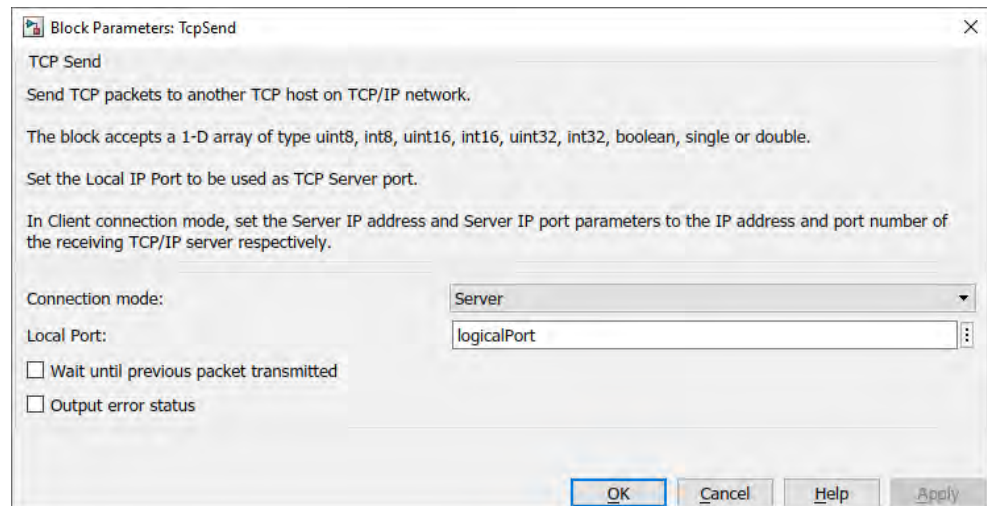 Block Parameters: TcpSend
TCP Send
Send TCP packets to another TCP host on TCP/IP network.
The block accepts a 1-D array of type uint8, int8, uint16, int16, uint32, int32, boolean, single or double.
Set the Local IP Port to be used as TCP Server port.
In Client connection mode, set the Server IP address and Server IP port parameters to the IP address and port number of
the receiving TCP/IP server respectively.
Connection mode: Server
Local Port: logicalPort
Wait until previous packet transmitted
Output error status
OK Cancel Help Apply